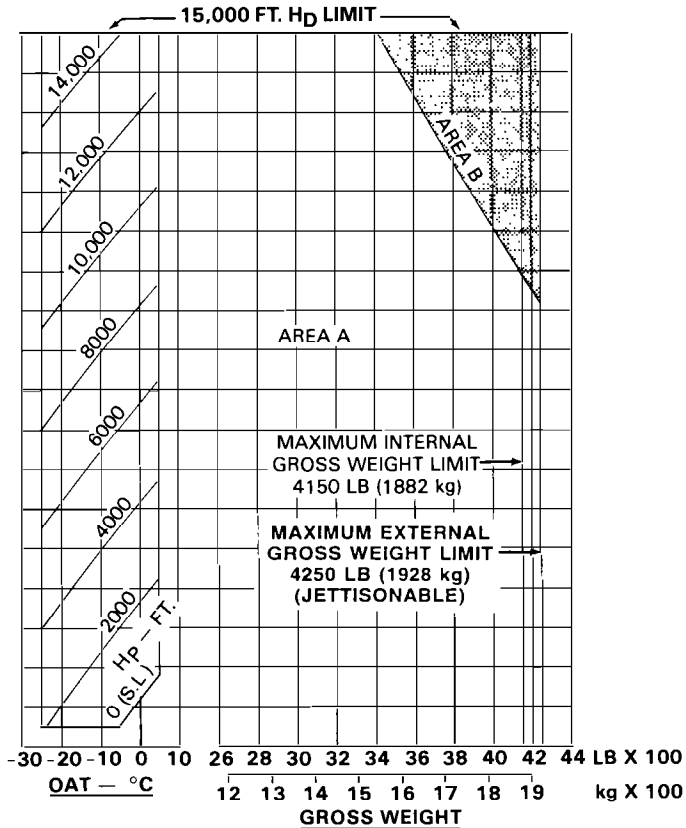 15,000 FT. HD LIMIT
14,000
12,000
10,000
8000
6000
4000
2000
HP — FT.
0 (S.L.)
AREA B
AREA A
MAXIMUM INTERNAL
GROSS WEIGHT LIMIT
4150 LB (1882 kg)
MAXIMUM EXTERNAL
GROSS WEIGHT LIMIT
4250 LB (1928 kg)
(JETTISONABLE)
-30 -20 -10 0 10 26 28 30 32 34 36 38 40 42 44 LB X 100
OAT — °C
12 13 14 15 16 17 18 19 kg X 100
GROSS WEIGHT